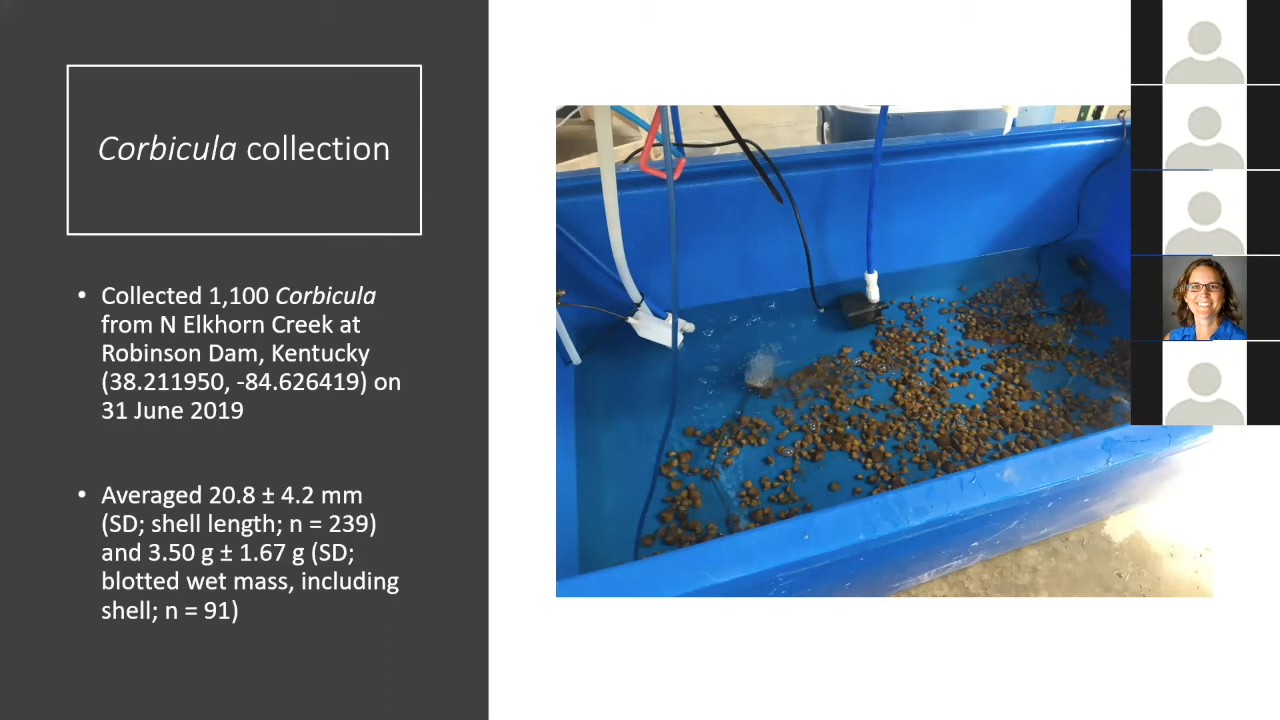 Corbicula collection
• Collected 1,100 Corbicula
from N Elkhorn Creek at
Robinson Dam, Kentucky
(38.211950, -84.626419) on
31 June 2019
• Averaged 20.8 ± 4.2 mm
(SD; shell length; n = 239)
and 3.50 g ± 1.67 g (SD;
blotted wet mass, including
shell; n = 91)